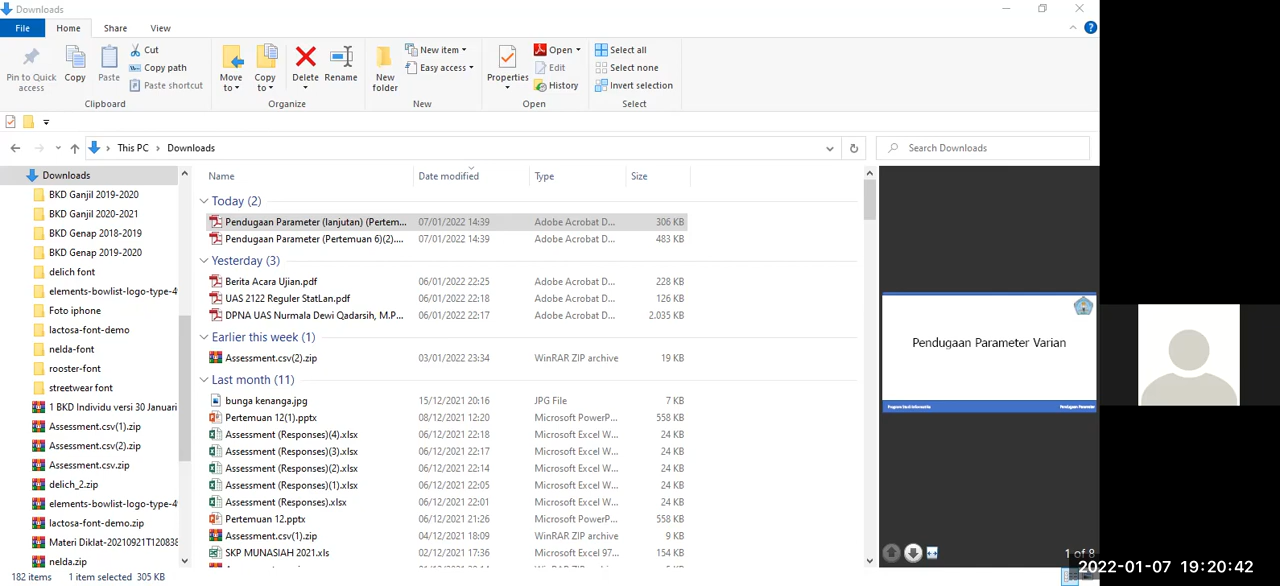 Downloads
File Home Share View
Pin to Quick access
Copy
Paste
Cut
Copy path
Paste shortcut
Clipboard
Move to
Copy to
Delete
Rename
Organize
New folder
New item
Easy access
New
Properties
Open
Edit
History
Open
Select all
Select none
Invert selection
Select
This PC > Downloads
Search Downloads
Downloads
BKD Ganjil 2019-2020
BKD Ganjil 2020-2021
BKD Genap 2018-2019
BKD Genap 2019-2020
delich font
elements-bowlist-logo-type-4
Foto iphone
lactosa-font-demo
nelda-font
rooster-font
streetwear font
1 BKD Individu versi 30 Januari
Assessment.csv(1).zip
Assessment.csv(2).zip
Assessment.csv.zip
delich_2.zip
elements-bowlist-logo-type-4
lactosa-font-demo.zip
Materi Diklat-20210921T120838
nelda.zip
Name Date modified Type Size
Today (2)
Pendugaan Parameter (lanjutan) (Pertem... 07/01/2022 14:39 Adobe Acrobat D... 306 KB
Pendugaan Parameter (Pertemuan 6)(2).... 07/01/2022 14:39 Adobe Acrobat D... 483 KB
Yesterday (3)
Berita Acara Ujian.pdf 06/01/2022 22:25 Adobe Acrobat D... 228 KB
UAS 2122 Reguler StatLan.pdf 06/01/2022 22:18 Adobe Acrobat D... 126 KB
DPNA UAS Nurmala Dewi Qadarsih, M.P... 06/01/2022 22:17 Adobe Acrobat D... 2.035 KB
Earlier this week (1)
Assessment.csv(2).zip 03/01/2022 23:34 WinRAR ZIP archive 19 KB
Last month (11)
bunga kenanga.jpg 15/12/2021 20:16 JPG File 7 KB
Pertemuan 12(1).pptx 08/12/2021 12:20 Microsoft PowerP... 558 KB
Assessment (Responses)(4).xlsx 06/12/2021 22:18 Microsoft Excel W... 24 KB
Assessment (Responses)(3).xlsx 06/12/2021 22:17 Microsoft Excel W... 24 KB
Assessment (Responses)(2).xlsx 06/12/2021 22:14 Microsoft Excel W... 24 KB
Assessment (Responses)(1).xlsx 06/12/2021 22:05 Microsoft Excel W... 24 KB
Assessment (Responses).xlsx 06/12/2021 22:01 Microsoft Excel W... 24 KB
Pertemuan 12.pptx 06/12/2021 21:26 Microsoft PowerP... 558 KB
Assessment.csv(1).zip 04/12/2021 18:09 WinRAR ZIP archive 9 KB
SKP MUNASIAH 2021.xls 02/12/2021 17:36 Microsoft Excel 97... 154 KB
Pendugaan Parameter Varian
Program Studi Informatika Pendugaan Parameter
1 of 8
182 items 1 item selected 305 KB
2022-01-07 19:20:42